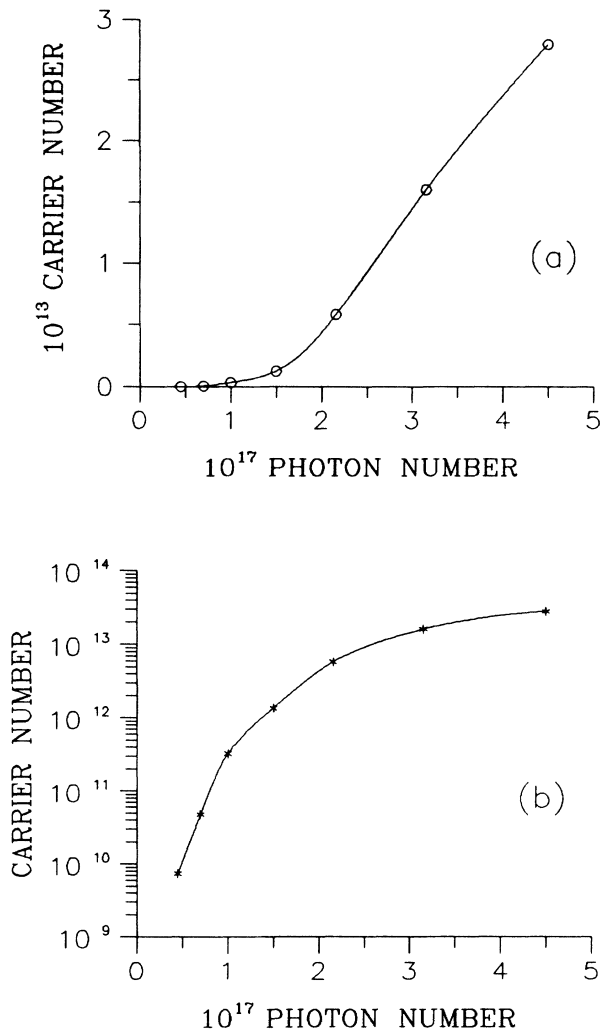 3
2
1
0
10^13 CARRIER NUMBER
(a)
0 1 2 3 4 5
10^17 PHOTON NUMBER
10^14
10^13
10^12
10^11
10^10
10^9
CARRIER NUMBER
(b)
0 1 2 3 4 5
10^17 PHOTON NUMBER